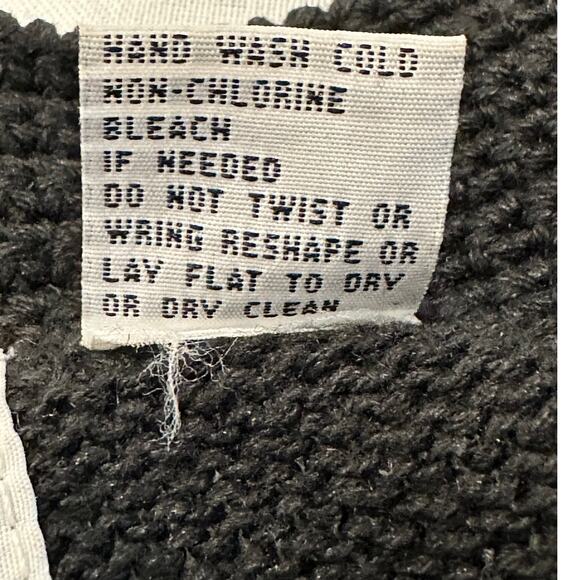 HAND WASH COLD
NON-CHLORINE
BLEACH
IF NEEDED
DO NOT TWIST OR
WRING RESHAPE OR
LAY FLAT TO DRY
OR DRY CLEAN